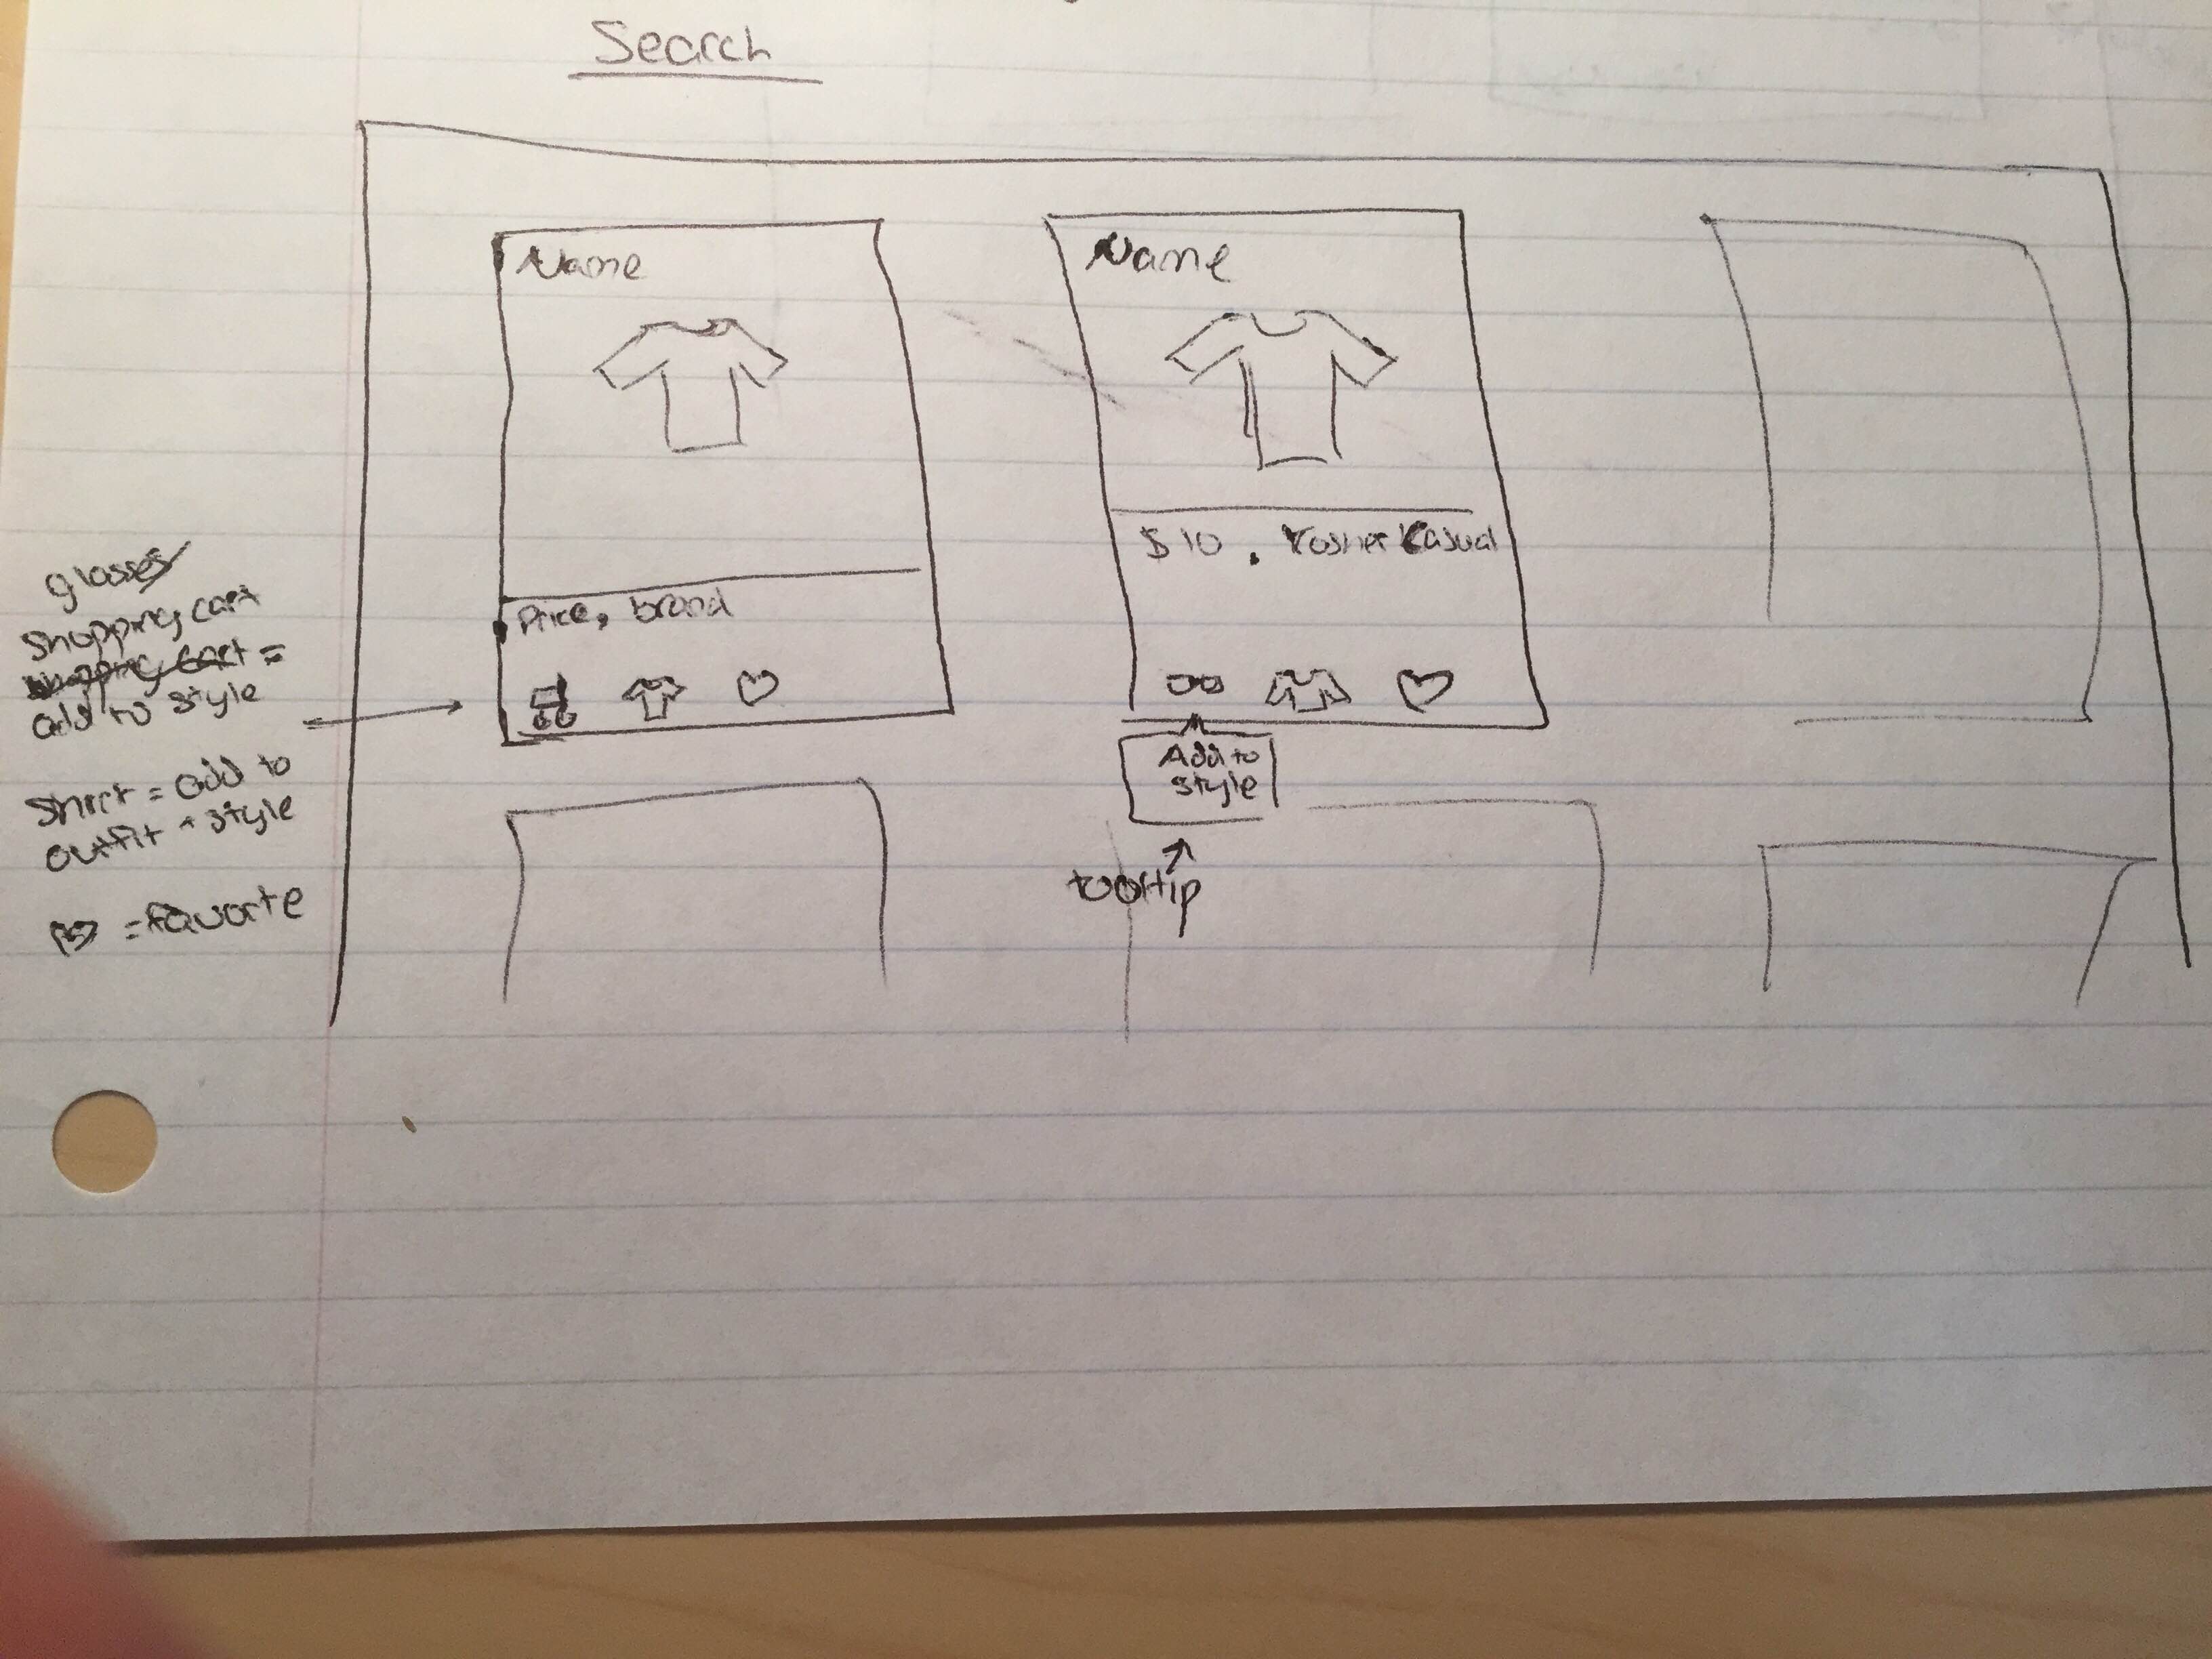 Search
Name
Name
$10 . Kosher Casual
Price, brand
glasses
shopping cart
shopping cart =
add to style
shirt = add to
outfit - style
= favorite
Add to
style
tooltip